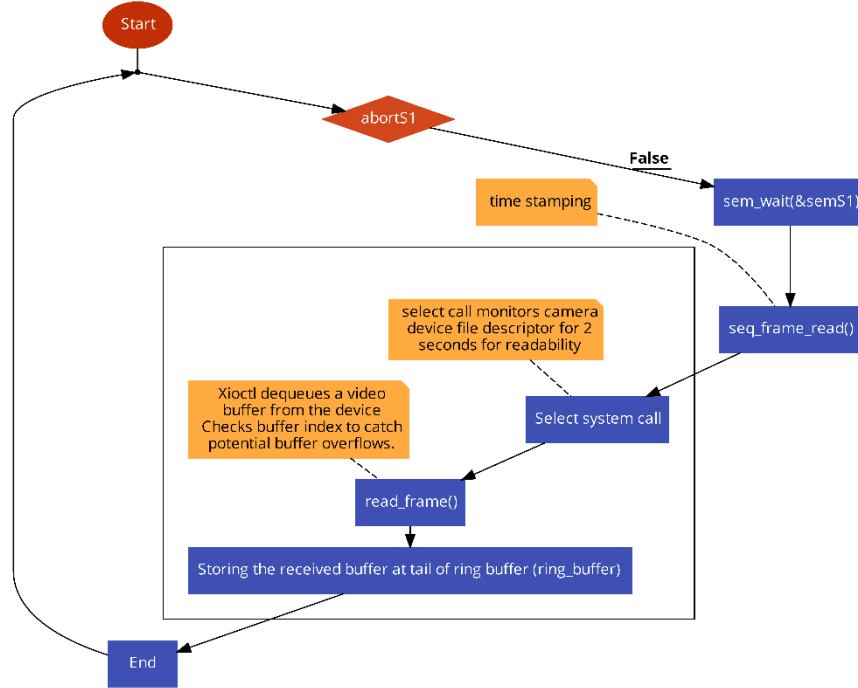 Start
abortS1
False
time stamping
sem_wait(&semS1)
select call monitors camera
device file descriptor for 2
seconds for readability
seq_frame_read()
Xioctl dequeues a video
buffer from the device
Checks buffer index to catch
potential buffer overflows.
Select system call
read_frame()
Storing the received buffer at tail of ring buffer (ring_buffer)
End